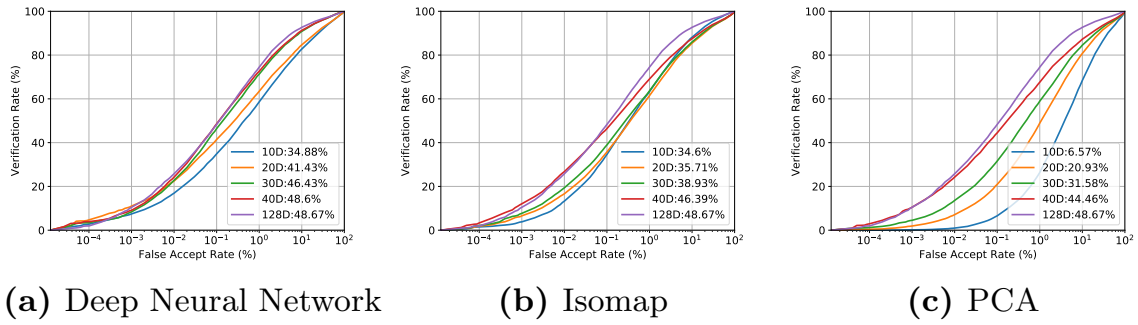 100
80
60
40
20
0
Verification Rate (%)
10D:34.88%
20D:41.43%
30D:46.43%
40D:48.6%
128D:48.67%
10⁻⁴ 10⁻³ 10⁻² 10⁻¹ 10⁰ 10¹ 10²
False Accept Rate (%)
(a) Deep Neural Network
100
80
60
40
20
0
Verification Rate (%)
10D:34.6%
20D:35.71%
30D:38.93%
40D:46.39%
128D:48.67%
10⁻⁴ 10⁻³ 10⁻² 10⁻¹ 10⁰ 10¹ 10²
False Accept Rate (%)
(b) Isomap
100
80
60
40
20
0
Verification Rate (%)
10D:6.57%
20D:20.93%
30D:31.58%
40D:44.46%
128D:48.67%
10⁻⁴ 10⁻³ 10⁻² 10⁻¹ 10⁰ 10¹ 10²
False Accept Rate (%)
(c) PCA